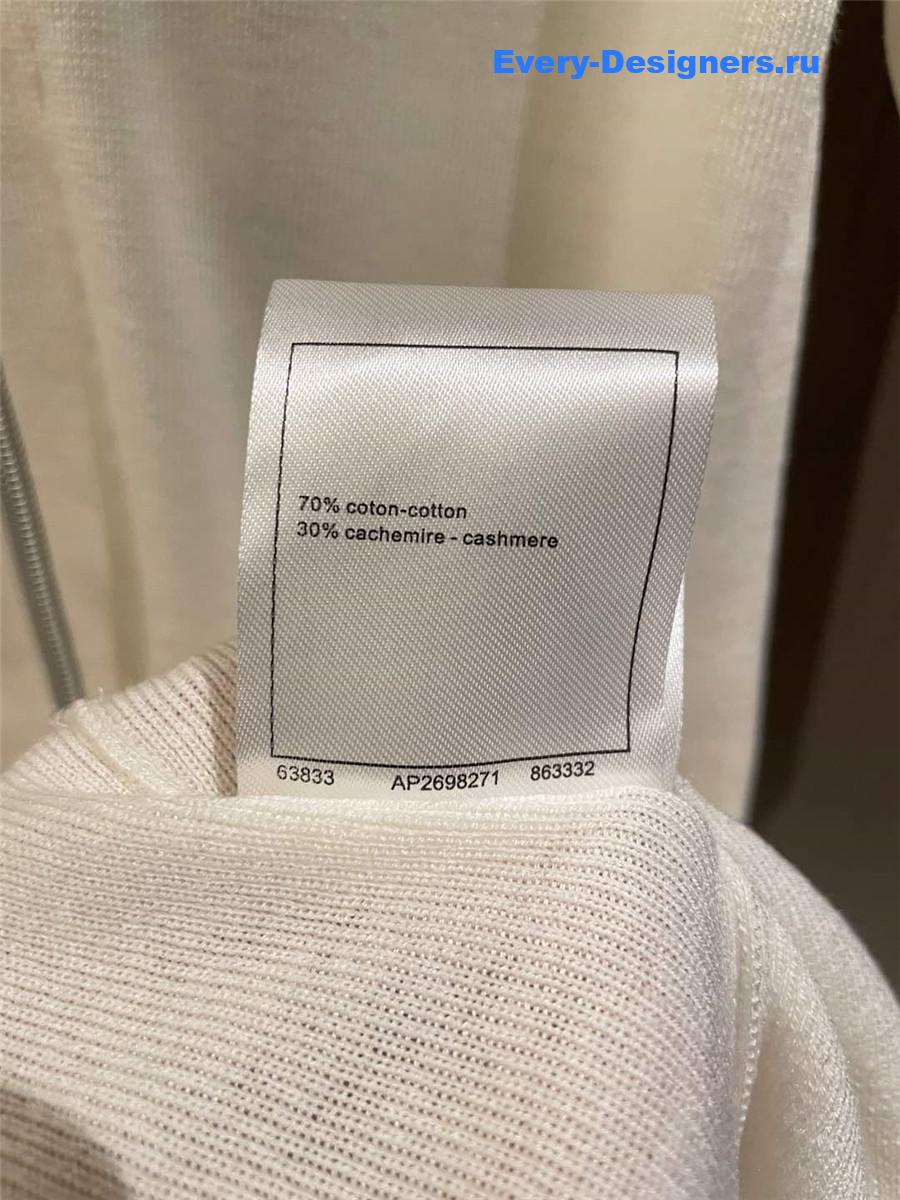 Every-Designers.ru
70% coton-cotton
30% cachemire - cashmere
63833 AP2698271 863332